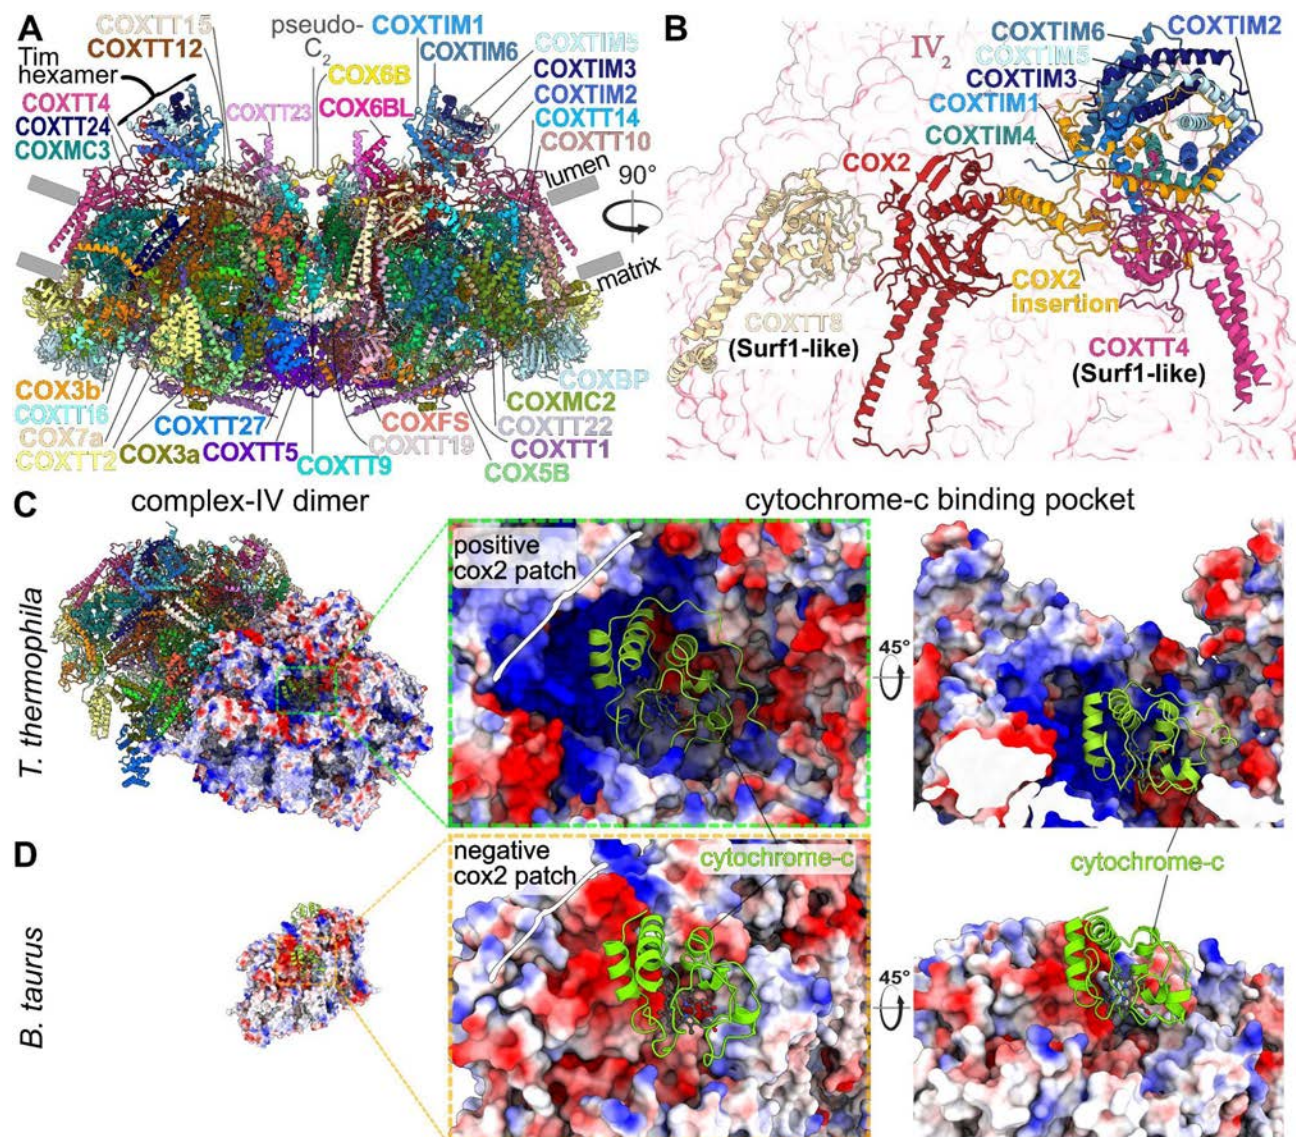 A
COXTT15
COXTT12
Tim
hexamer
COXTT4
COXTT24
COXMC3
pseudo-
C2
COX6B
COXTT23
COX6BL
COXTIM1
COXTIM6
COXTIM5
COXTIM3
COXTIM2
COXTT14
COXTT10
lumen
90°
matrix
COX3b
COXTT16
COX7a
COXTT2
COXTT27
COX3a
COXTT5
COXTT9
COXFS
COXTT19
COXBP
COXMC2
COXTT22
COXTT1
COX5B
B
IV2
COXTIM6
COXTIM5
COXTIM3
COXTIM1
COXTIM4
COXTIM2
COX2
COX2
insertion
COXTT8
(Surf1-like)
COXTT4
(Surf1-like)
C
complex-IV dimer
cytochrome-c binding pocket
T. thermophila
positive
cox2 patch
45°
D
B. taurus
negative
cox2 patch
cytochrome-c
cytochrome-c
45°